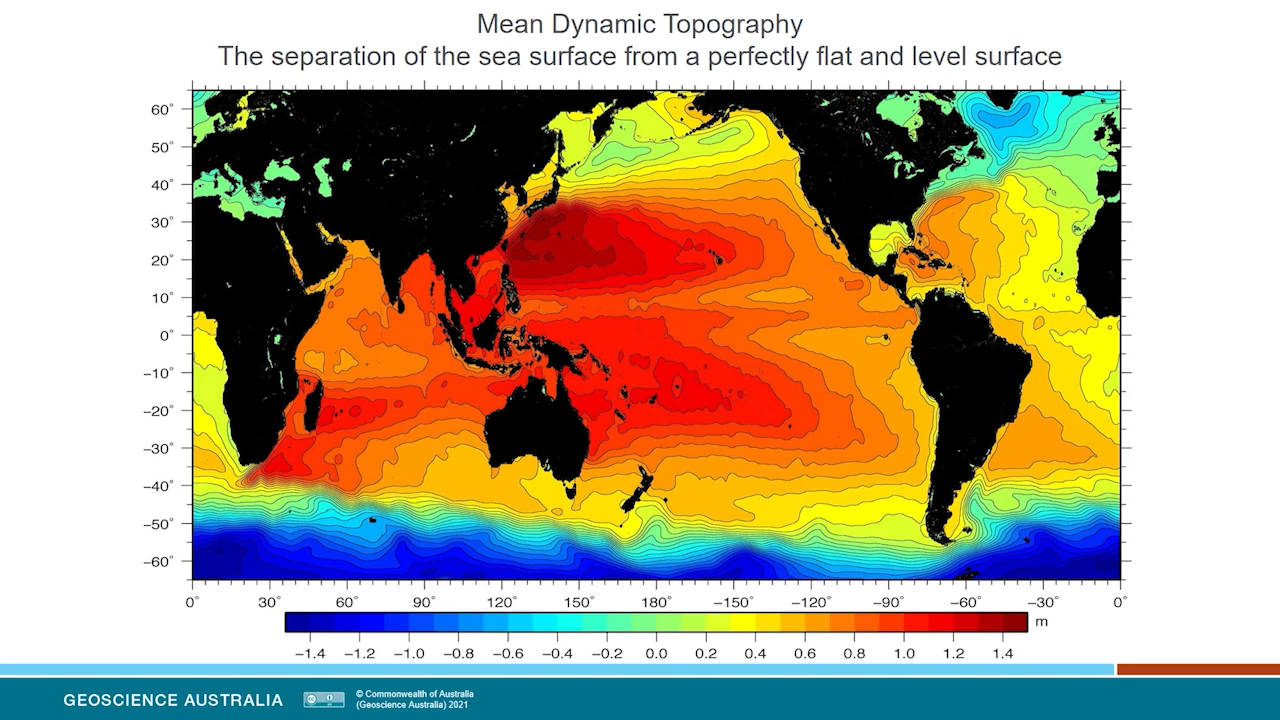 Mean Dynamic Topography
The separation of the sea surface from a perfectly flat and level surface
60°
50°
40°
30°
20°
10°
0°
−10°
−20°
−30°
−40°
−50°
−60°
0° 30° 60° 90° 120° 150° 180° −150° −120° −90° −60° −30° 0°
m
−1.4 −1.2 −1.0 −0.8 −0.6 −0.4 −0.2 0.0 0.2 0.4 0.6 0.8 1.0 1.2 1.4
GEOSCIENCE AUSTRALIA
© Commonwealth of Australia
(Geoscience Australia) 2021